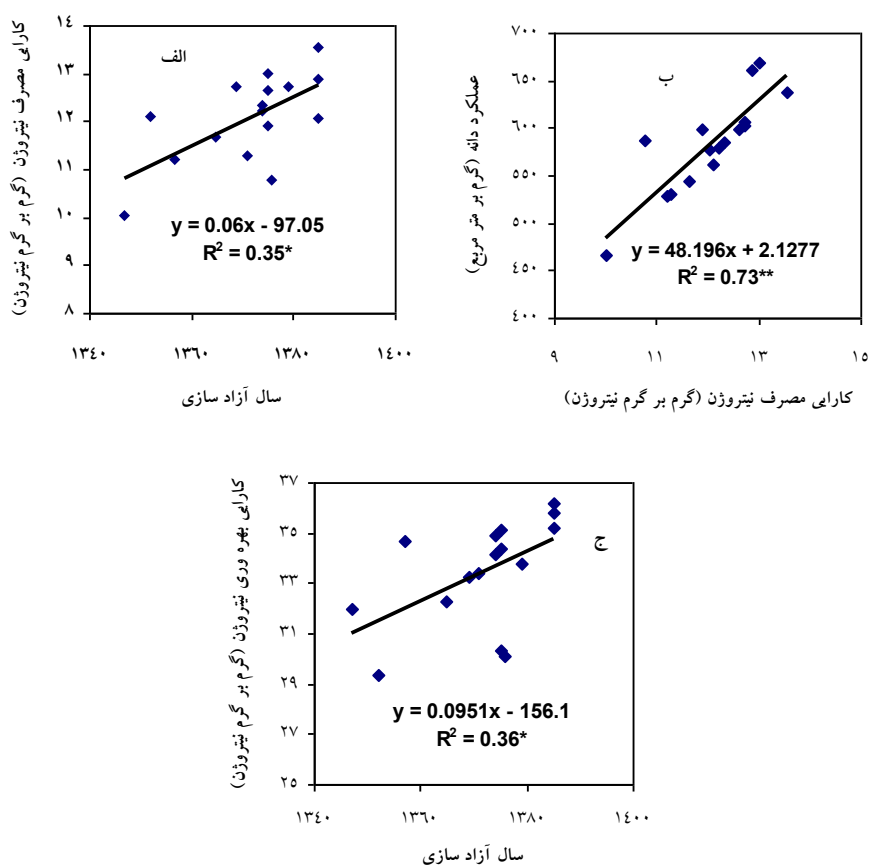 کارایی مصرف نیتروژن (گرم بر گرم نیتروژن)
۱۴
۱۳
۱۲
۱۱
۱۰
۹
۸
الف
y = 0.06x - 97.05
R² = 0.35*
۱۳۴۰ ۱۳۶۰ ۱۳۸۰ ۱۴۰۰
سال آزاد سازی
عملکرد دانه (گرم بر متر مربع)
۷۰۰
۶۵۰
۶۰۰
۵۵۰
۵۰۰
۴۵۰
۴۰۰
ب
y = 48.196x + 2.1277
R² = 0.73**
۹ ۱۱ ۱۳ ۱۵
کارایی مصرف نیتروژن (گرم بر گرم نیتروژن)
کارایی بهره وری نیتروژن (گرم بر گرم نیتروژن)
۳۷
۳۵
۳۳
۳۱
۲۹
۲۷
۲۵
ج
y = 0.0951x - 156.1
R² = 0.36*
۱۳۴۰ ۱۳۶۰ ۱۳۸۰ ۱۴۰۰
سال آزاد سازی